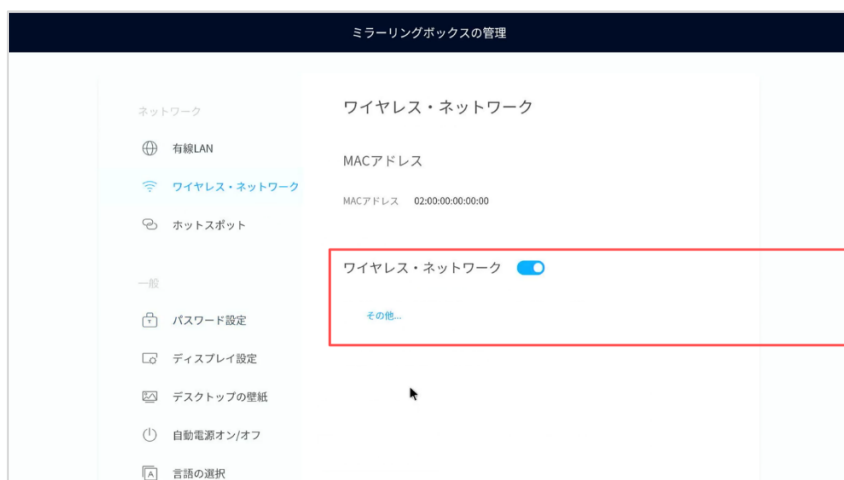 ミラーリングボックスの管理
ネットワーク
有線LAN
ワイヤレス・ネットワーク
ホットスポット
一般
パスワード設定
ディスプレイ設定
デスクトップの壁紙
自動電源オン/オフ
言語の選択
ワイヤレス・ネットワーク
MACアドレス
MACアドレス 02:00:00:00:00:00
ワイヤレス・ネットワーク
その他...